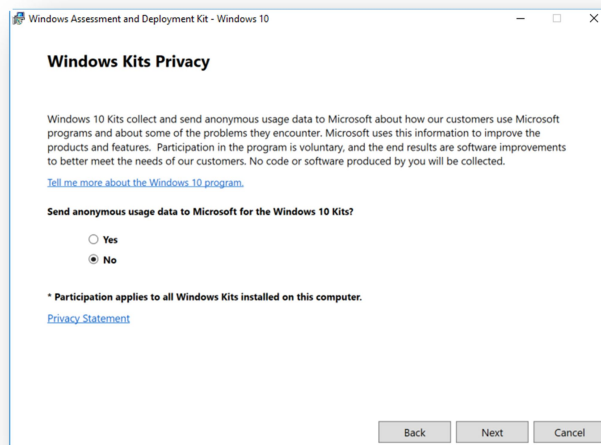 Windows Assessment and Deployment Kit - Windows 10
Windows Kits Privacy
Windows 10 Kits collect and send anonymous usage data to Microsoft about how our customers use Microsoft
programs and about some of the problems they encounter. Microsoft uses this information to improve the
products and features.  Participation in the program is voluntary, and the end results are software improvements
to better meet the needs of our customers. No code or software produced by you will be collected.
Tell me more about the Windows 10 program.
Send anonymous usage data to Microsoft for the Windows 10 Kits?
Yes
No
* Participation applies to all Windows Kits installed on this computer.
Privacy Statement
Back Next Cancel